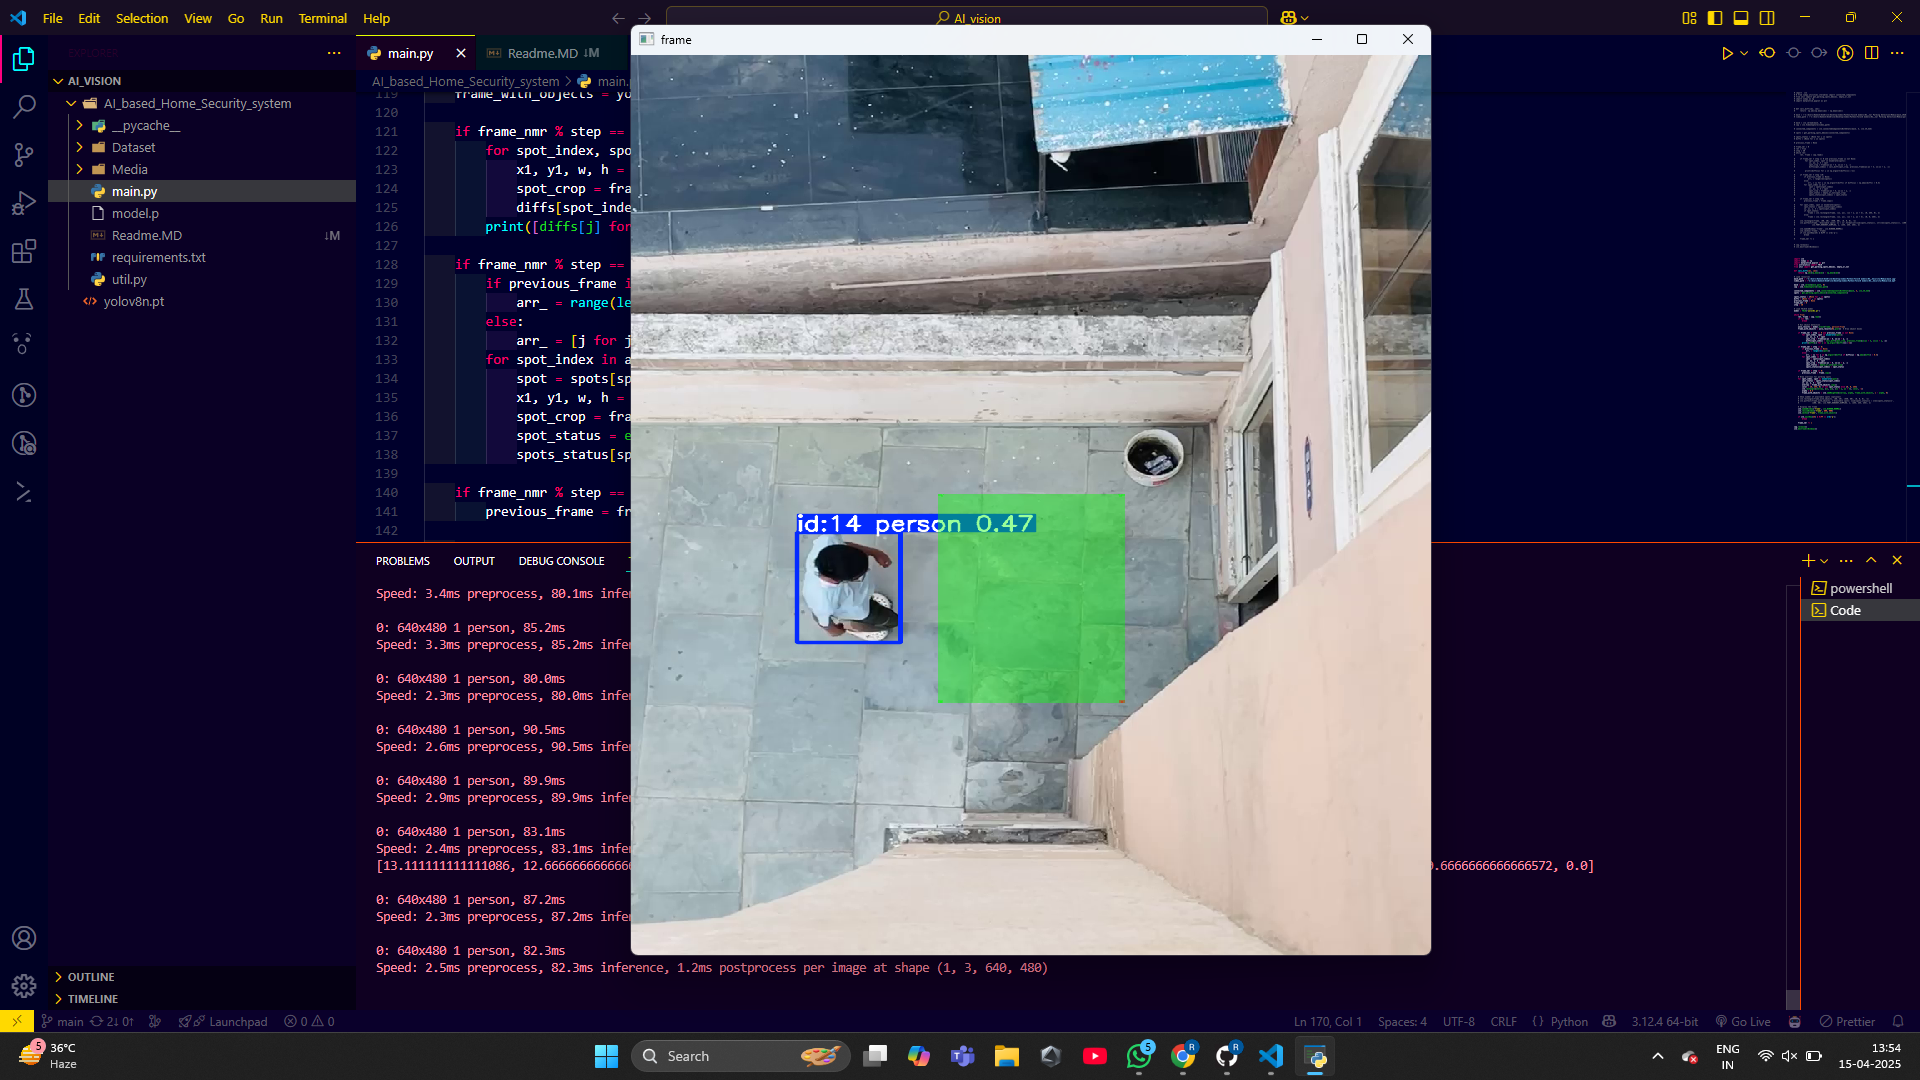 File Edit Selection View Go Run Terminal Help
AI_vision
EXPLORER
AI_VISION
AI_based_Home_Security_system
__pycache__
Dataset
Media
main.py
model.p
Readme.MD ↓M
requirements.txt
util.py
yolov8n.pt
OUTLINE
TIMELINE
main.py
Readme.MD ↓M
AI_based_Home_Security_system > main.
119 frame_with_objects = yo
120
121 if frame_nmr % step ==
122 for spot_index, spo
123 x1, y1, w, h =
124 spot_crop = fra
125 diffs[spot_inde
126 print([diffs[j] for
127
128 if frame_nmr % step ==
129 if previous_frame i
130 arr_ = range(le
131 else:
132 arr_ = [j for j
133 for spot_index in a
134 spot = spots[sp
135 x1, y1, w, h =
136 spot_crop = fra
137 spot_status = e
138 spots_status[sp
139
140 if frame_nmr % step ==
141 previous_frame = fr
142
frame
id:14 person 0.47
PROBLEMS OUTPUT DEBUG CONSOLE
Speed: 3.4ms preprocess, 80.1ms infer
0: 640x480 1 person, 85.2ms
Speed: 3.3ms preprocess, 85.2ms infer
0: 640x480 1 person, 80.0ms
Speed: 2.3ms preprocess, 80.0ms infer
0: 640x480 1 person, 90.5ms
Speed: 2.6ms preprocess, 90.5ms infer
0: 640x480 1 person, 89.9ms
Speed: 2.9ms preprocess, 89.9ms infer
0: 640x480 1 person, 83.1ms
Speed: 2.4ms preprocess, 83.1ms infer
[13.111111111111086, 12.6666666666666 0.6666666666666572, 0.0]
0: 640x480 1 person, 87.2ms
Speed: 2.3ms preprocess, 87.2ms infer
0: 640x480 1 person, 82.3ms
Speed: 2.5ms preprocess, 82.3ms inference, 1.2ms postprocess per image at shape (1, 3, 640, 480)
powershell
Code
main 2↓ 0↑ Launchpad 0 0
Ln 170, Col 1 Spaces: 4 UTF-8 CRLF {} Python 3.12.4 64-bit Go Live Prettier
5
36°C
Haze
Search
5
R
R
ENG
IN
13:54
15-04-2025